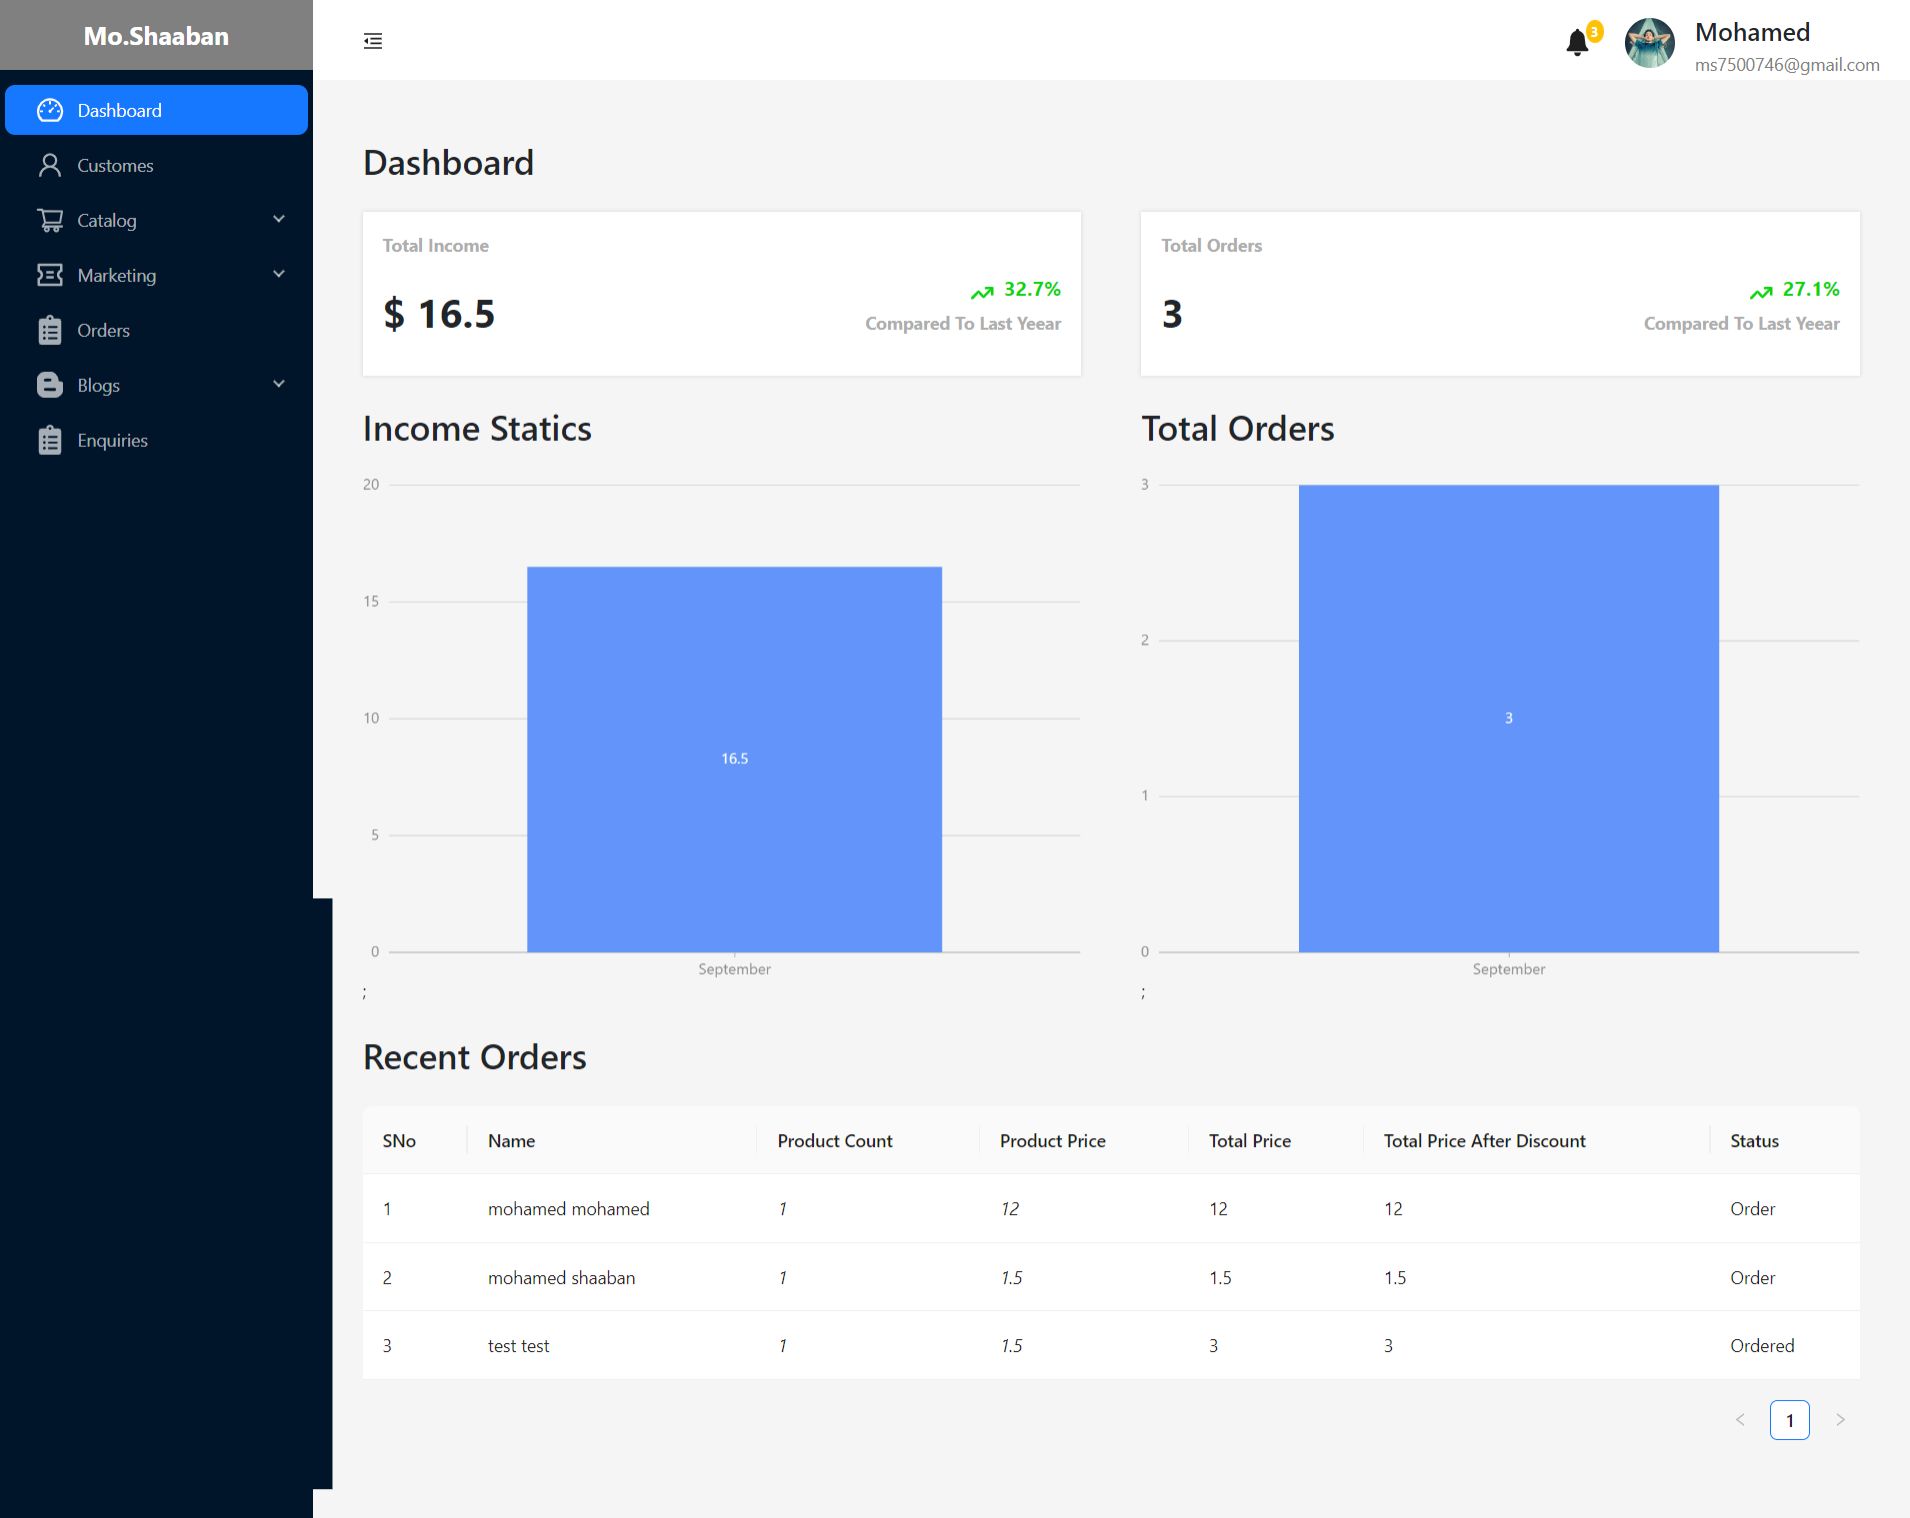 Mo.Shaaban
Dashboard
Customes
Catalog
Marketing
Orders
Blogs
Enquiries
3
Mohamed
ms7500746@gmail.com
Dashboard
Total Income
$ 16.5
32.7%
Compared To Last Yeear
Total Orders
3
27.1%
Compared To Last Yeear
Income Statics
20
15
10
5
0
16.5
September
;
Total Orders
3
2
1
0
3
September
;
Recent Orders
SNo Name Product Count Product Price Total Price Total Price After Discount Status
1 mohamed mohamed 1 12 12 12 Order
2 mohamed shaaban 1 1.5 1.5 1.5 Order
3 test test 1 1.5 3 3 Ordered
< 1 >